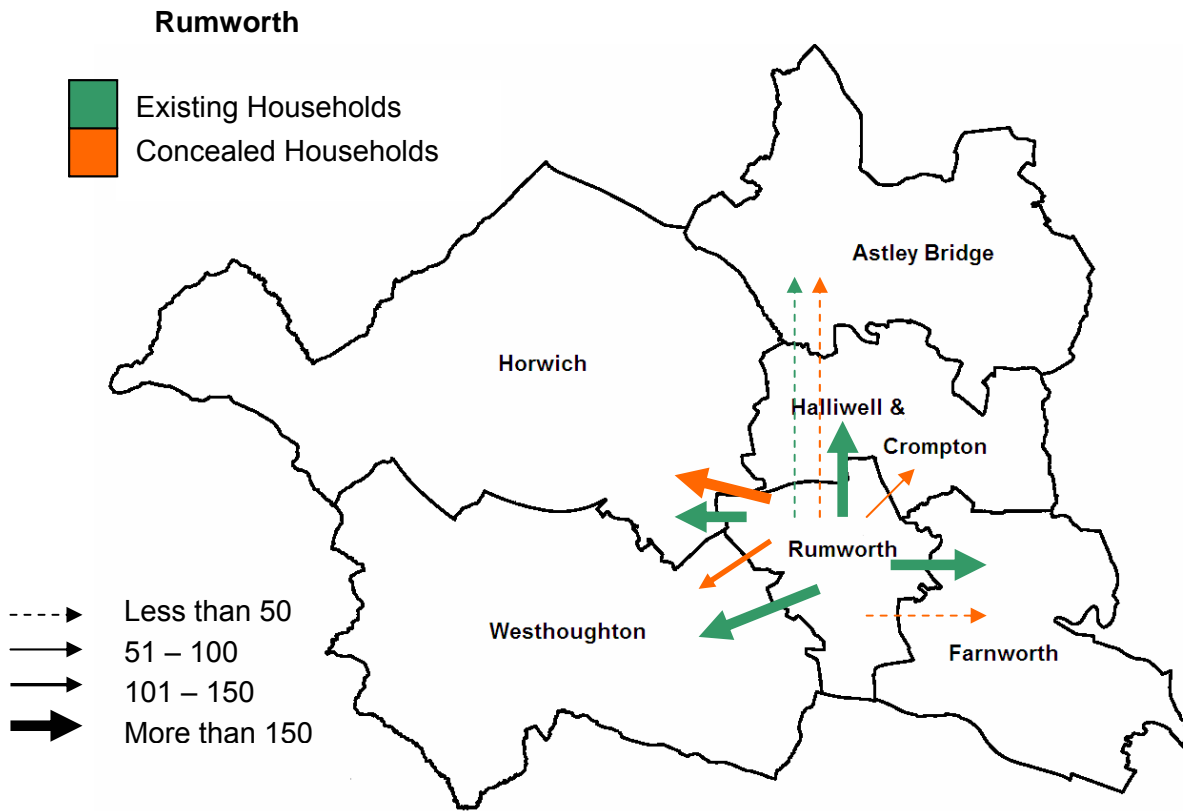 Rumworth
Existing Households
Concealed Households
Astley Bridge
Horwich
Halliwell &
Crompton
Rumworth
Westhoughton
Farnworth
Less than 50
51 – 100
101 – 150
More than 150